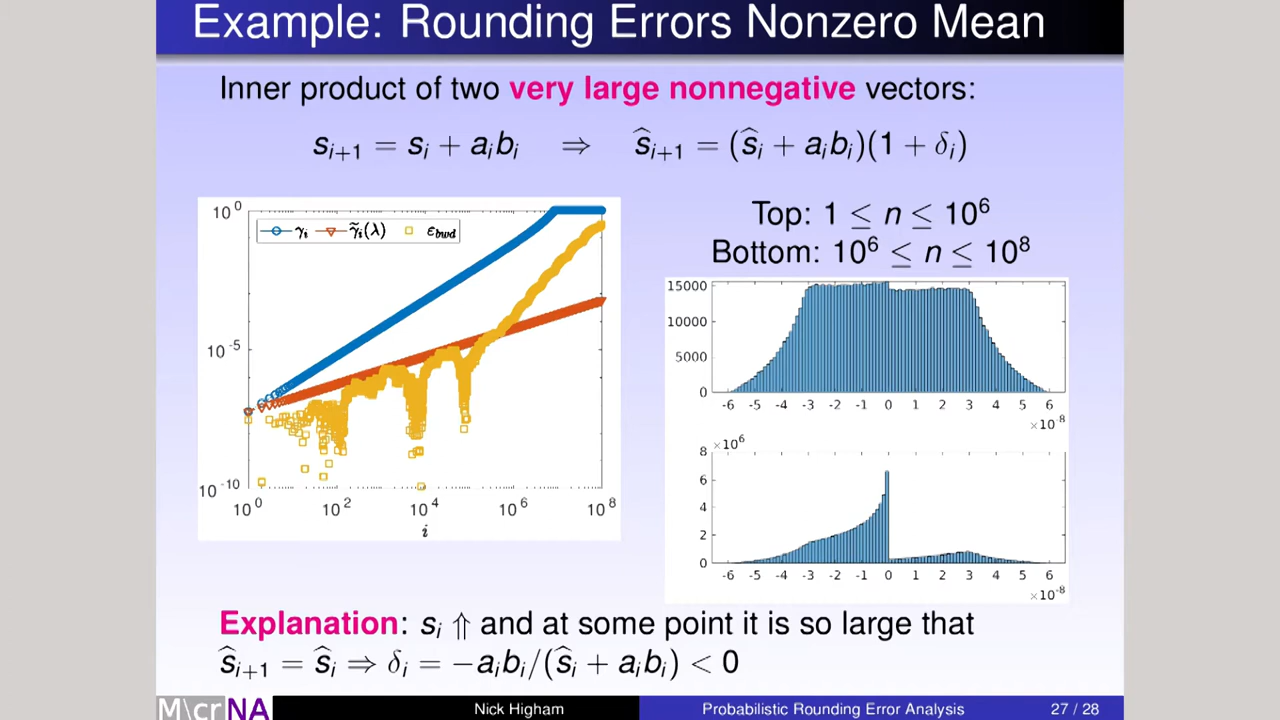 Example: Rounding Errors Nonzero Mean
Inner product of two very large nonnegative vectors:
s_{i+1} = s_i + a_i b_i ⇒ ŝ_{i+1} = (ŝ_i + a_i b_i)(1 + δ_i)
10^0
γ_i γ̃_i(λ) ε_bwd
10^-5
10^-10
10^0 10^2 10^4 10^6 10^8
i
Top: 1 ≤ n ≤ 10^6
Bottom: 10^6 ≤ n ≤ 10^8
15000
10000
5000
0
-6 -5 -4 -3 -2 -1 0 1 2 3 4 5 6
×10^-8
×10^6
8
6
4
2
0
-6 -5 -4 -3 -2 -1 0 1 2 3 4 5 6
×10^-8
Explanation: s_i ⇑ and at some point it is so large that
ŝ_{i+1} = ŝ_i ⇒ δ_i = −a_i b_i/(ŝ_i + a_i b_i) < 0
M\crNA Nick Higham Probabilistic Rounding Error Analysis 27 / 28